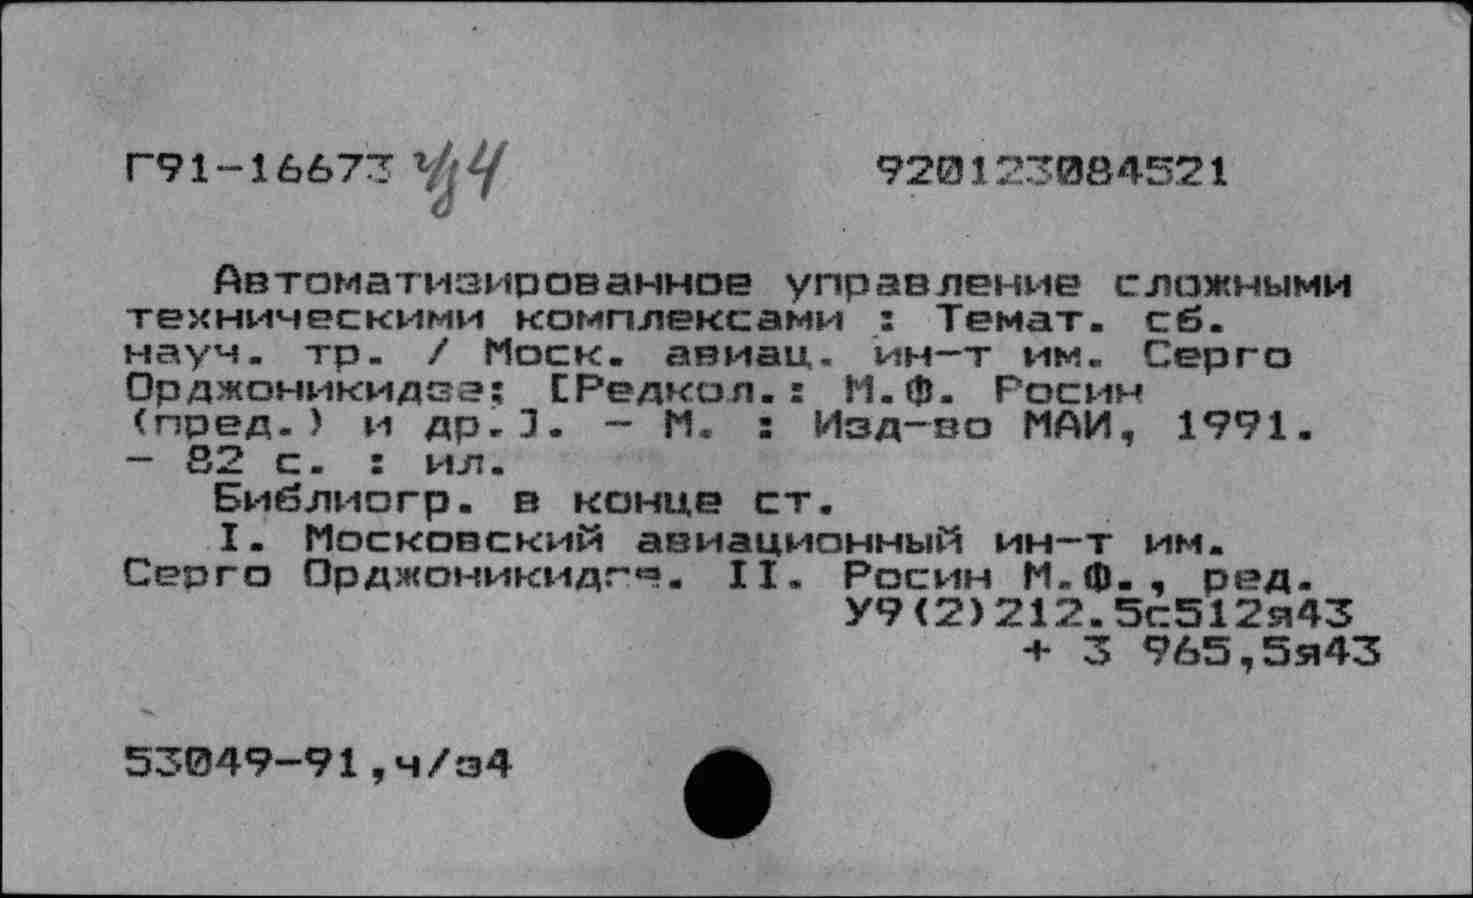 Г91-16673
920123084521
Автоматизированное управление сложными
техническими комплексами : Темат. сб.
науч. тр. / Моск. авиац. ин-т им. Серго
Орджоникидзе; [Редкол.: М.Ф. Росин
(пред.) и др.]. - М. : Изд-во МАИ, 1991.
- 82 с. : ил.
Библиогр. в конце ст.
I. Московский авиационный ин-т им.
Серго Орджоникидзе. II. Росин М.Ф., ред.
У9(2)212.5с512я43
+ З 965,5я43
53049-91,ч/з4